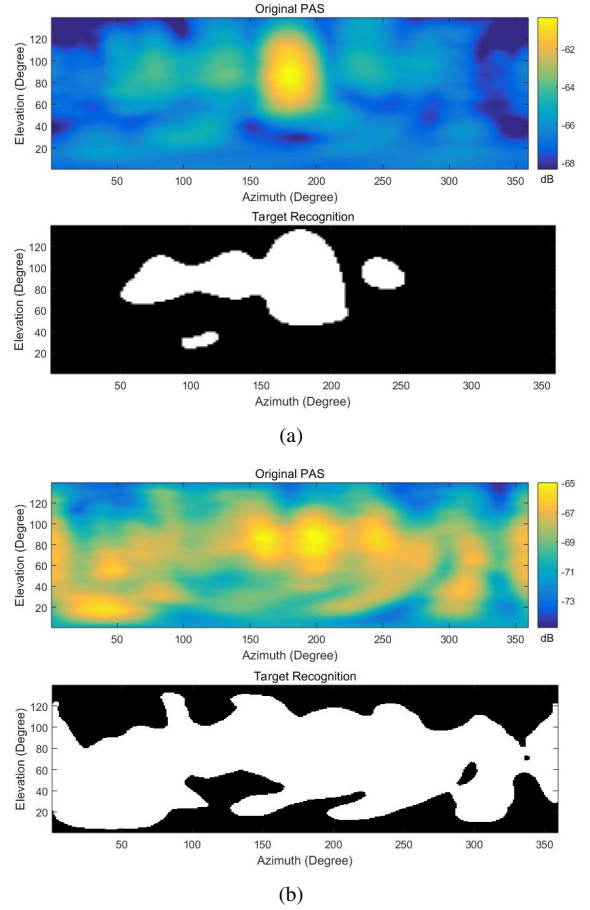 Original PAS
Elevation (Degree)
120
100
80
60
40
20
50 100 150 200 250 300 350
Azimuth (Degree)
-62
-64
-66
-68
dB
Target Recognition
Elevation (Degree)
120
100
80
60
40
20
50 100 150 200 250 300 350
Azimuth (Degree)
(a)
Original PAS
Elevation (Degree)
120
100
80
60
40
20
50 100 150 200 250 300 350
Azimuth (Degree)
-65
-67
-69
-71
-73
dB
Target Recognition
Elevation (Degree)
120
100
80
60
40
20
50 100 150 200 250 300 350
Azimuth (Degree)
(b)